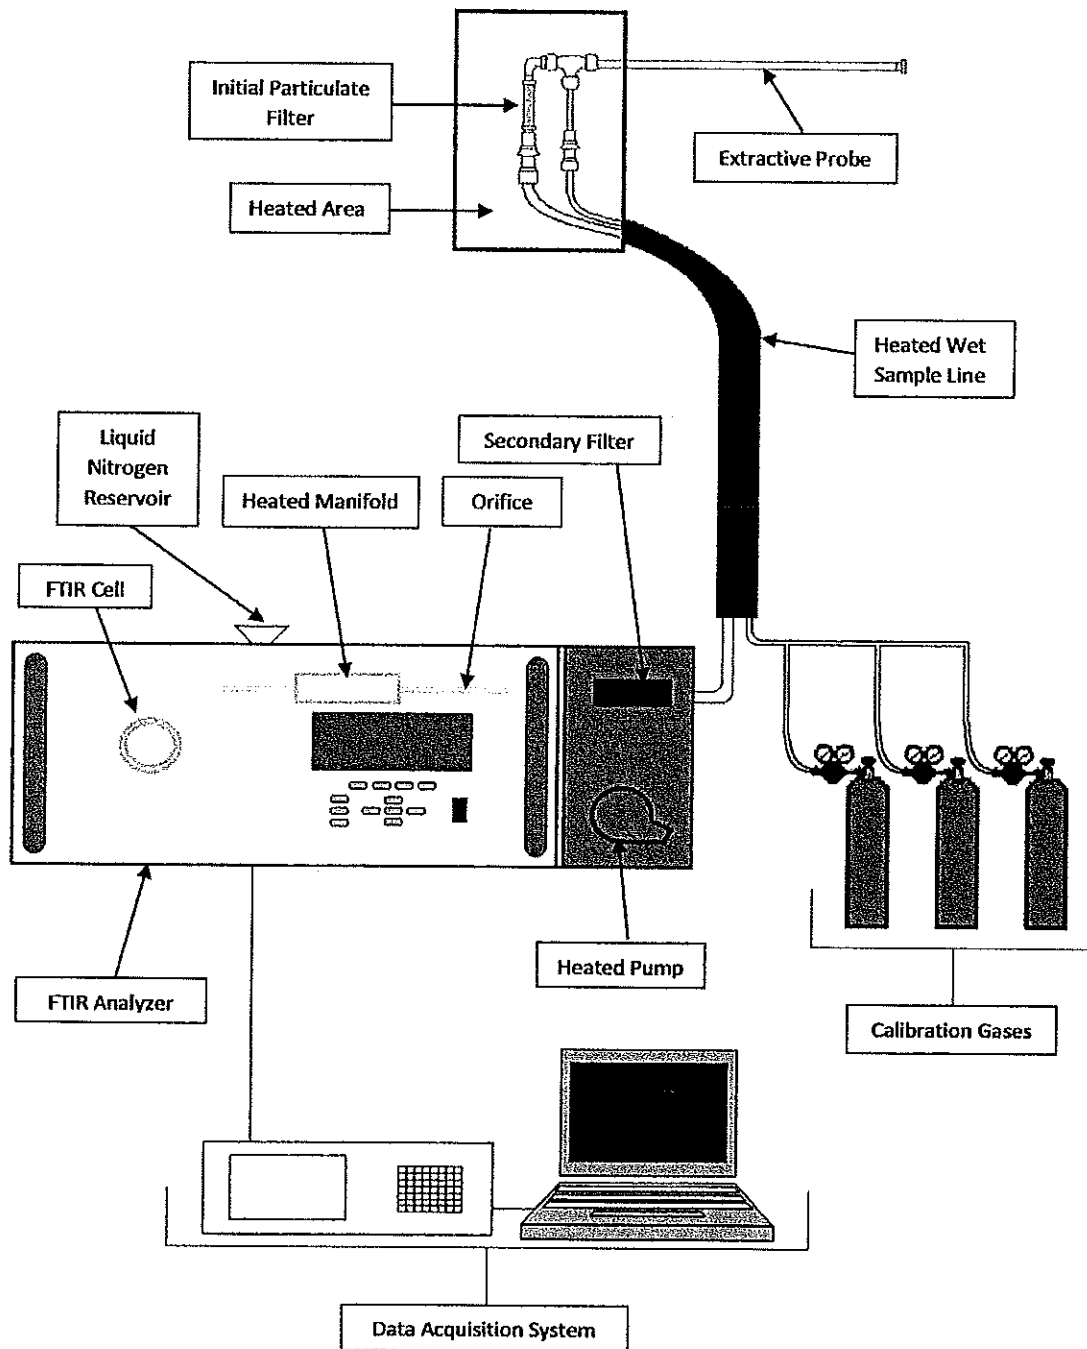 Initial Particulate
Filter
Extractive Probe
Heated Area
Heated Wet
Sample Line
Liquid
Nitrogen
Reservoir
Secondary Filter
Heated Manifold
Orifice
FTIR Cell
Heated Pump
FTIR Analyzer
Calibration Gases
Data Acquisition System